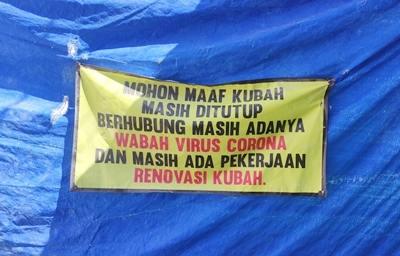 MOHON MAAF KUBAH
MASIH DITUTUP
BERHUBUNG MASIH ADANYA
WABAH VIRUS CORONA
DAN MASIH ADA PEKERJAAN
RENOVASI KUBAH.